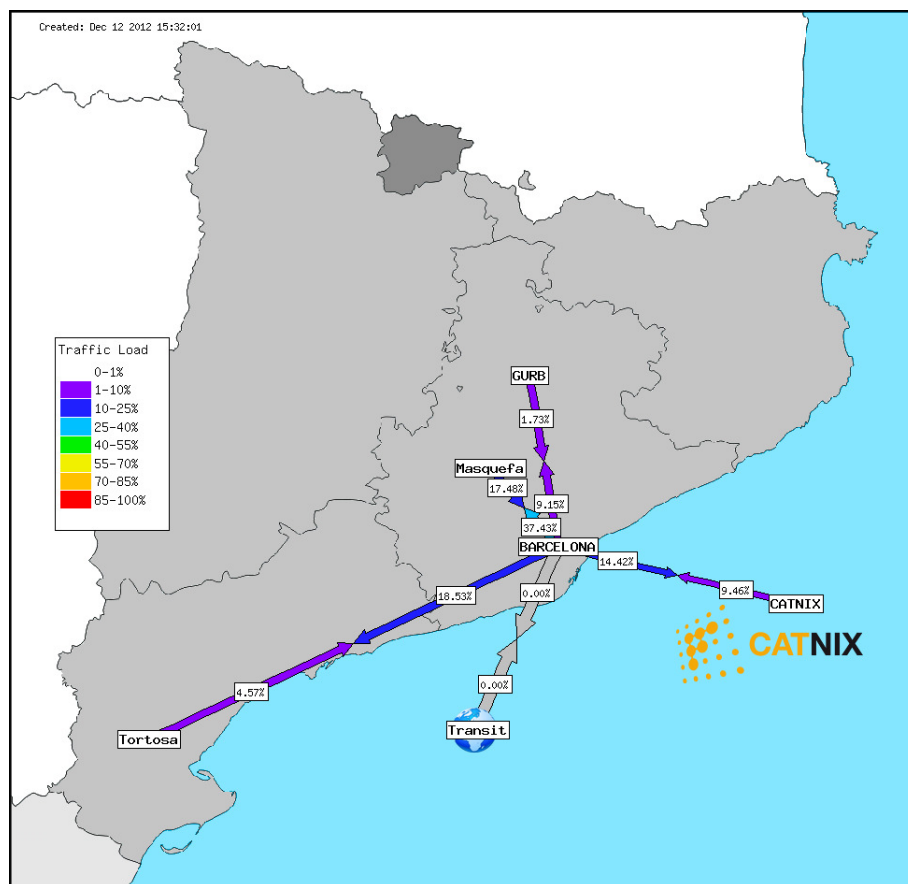 Created: Dec 12 2012 15:32:01
Traffic Load
0-1%
1-10%
10-25%
25-40%
40-55%
55-70%
70-85%
85-100%
GURB
1.73%
Masquefa
17.48%
9.15%
37.43%
BARCELONA
14.42%
18.53%
0.00%
9.46%
CATNIX
CATNIX
0.00%
4.57%
Transit
Tortosa